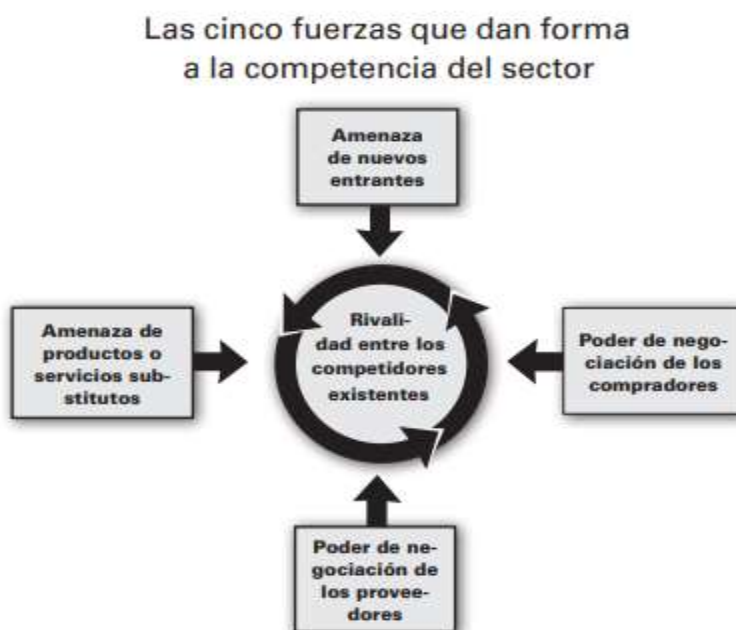 Las cinco fuerzas que dan forma
a la competencia del sector
Amenaza
de nuevos
entrantes
Amenaza de
productos o
servicios sub-
stitutos
Rivali-
dad entre los
competidores
existentes
Poder de nego-
ciación de los
compradores
Poder de ne-
gociación de
los provee-
dores